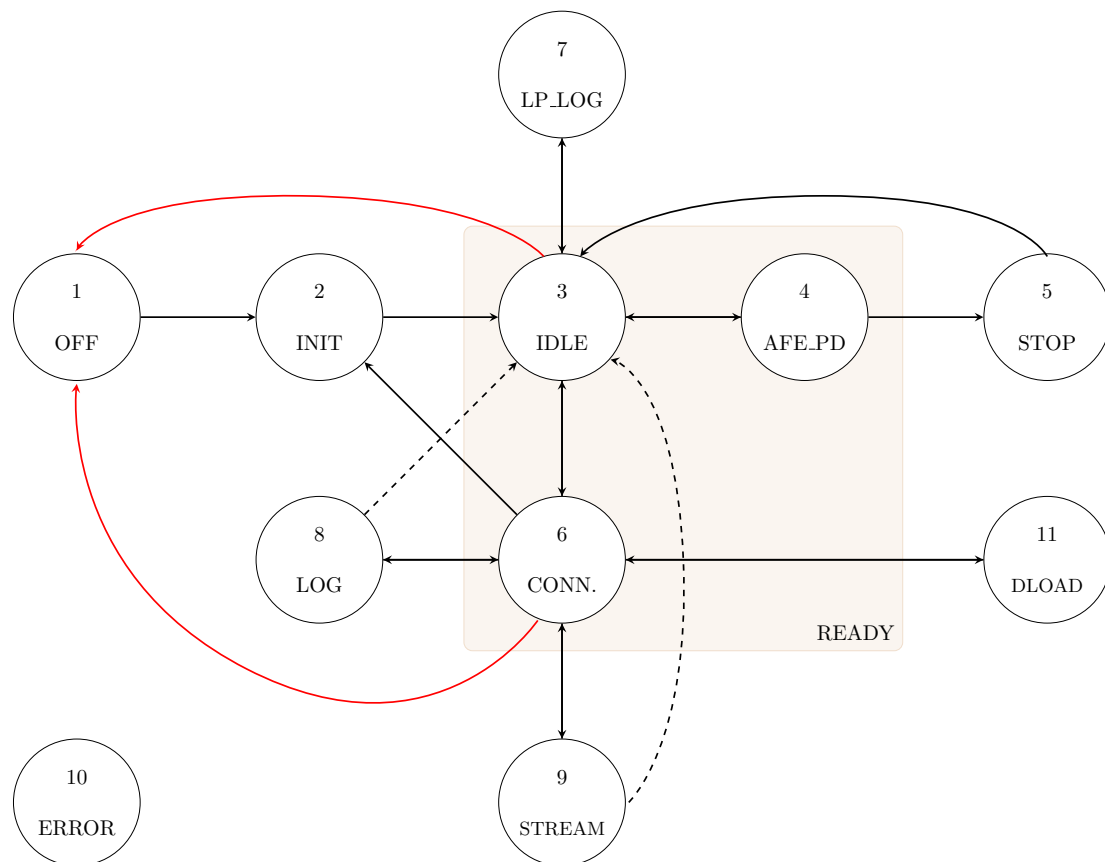 7
LP_LOG
1
OFF
2
INIT
3
IDLE
4
AFE_PD
5
STOP
8
LOG
6
CONN.
11
DLOAD
READY
10
ERROR
9
STREAM